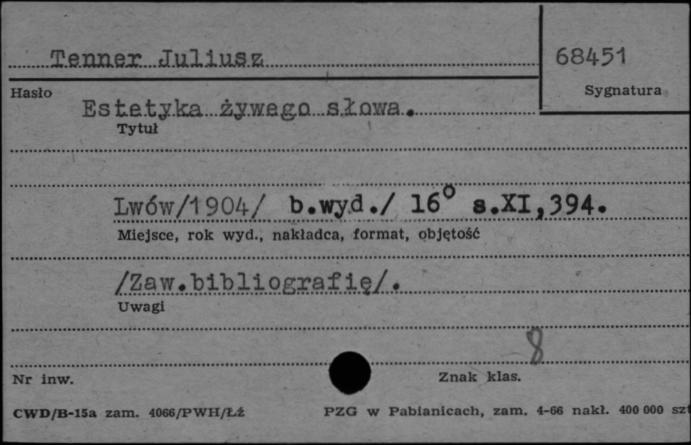 Tenner Juliusz
68451
Hasło
Sygnatura
Estetyka żywego słowa.
Tytuł
Lwów/1904/ b.wyd./ 16° s.XI,394.
Miejsce, rok wyd., nakładca, format, objętość
/Zaw.bibliografię/.
Uwagi
8
Nr inw.
Znak klas.
CWD/B-15a zam. 4066/PWH/Łź
PZG w Pabianicach, zam. 4-66 nakł. 400 000 szt